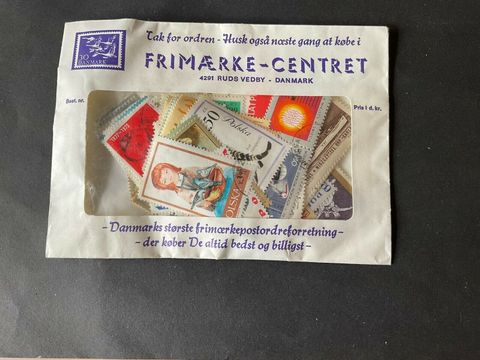 Tak for ordren - Husk også næste gang at købe i
FRIMÆRKE-CENTRET
4291 RUDS VEDBY - DANMARK
30
DANMARK
Best. nr.
Pris i d. kr.
50
Polska
- Danmarks største frimærkepostordreforretning -
- der køber De altid bedst og billigst -